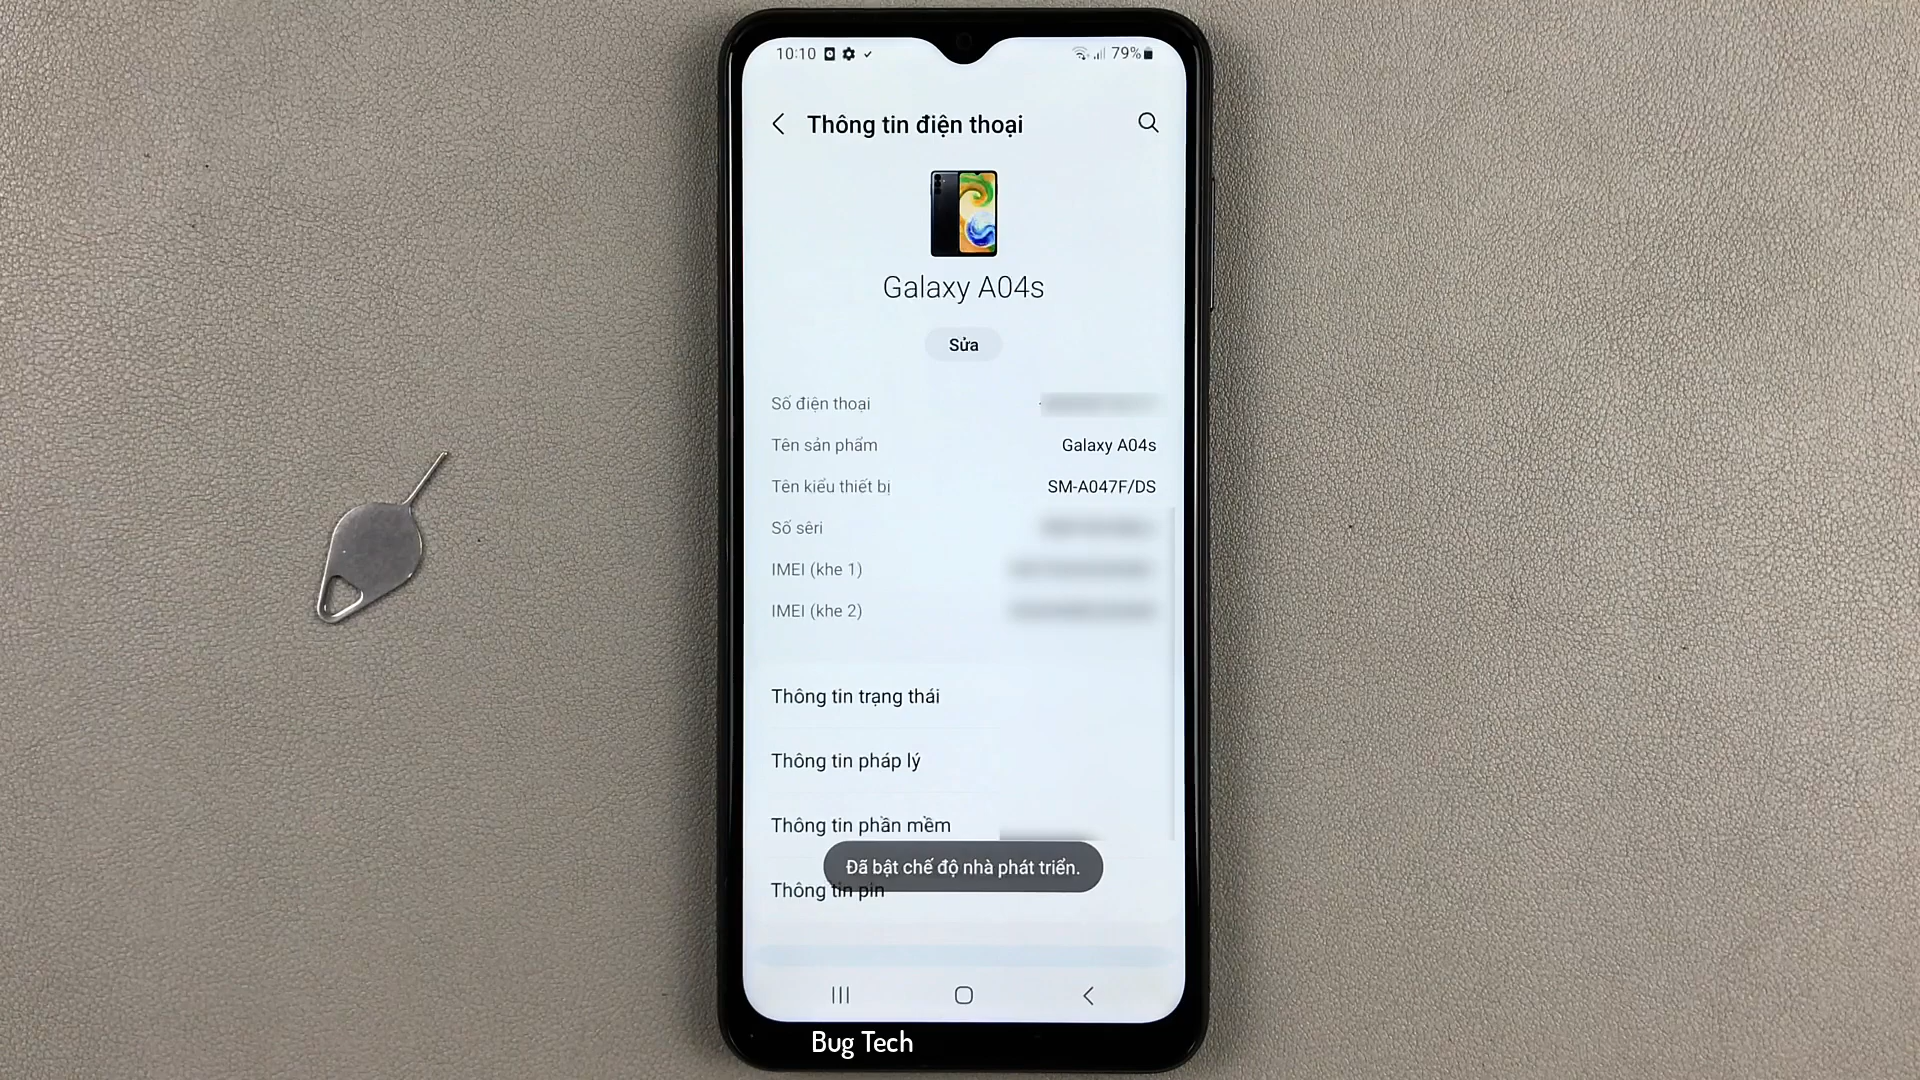 10:10 79%
Thông tin điện thoại
Galaxy A04s
Sửa
Số điện thoại
Tên sản phẩm Galaxy A04s
Tên kiểu thiết bị SM-A047F/DS
Số sêri
IMEI (khe 1)
IMEI (khe 2)
Thông tin trạng thái
Thông tin pháp lý
Thông tin phần mềm
Đã bật chế độ nhà phát triển.
Thông tin pin
Bug Tech